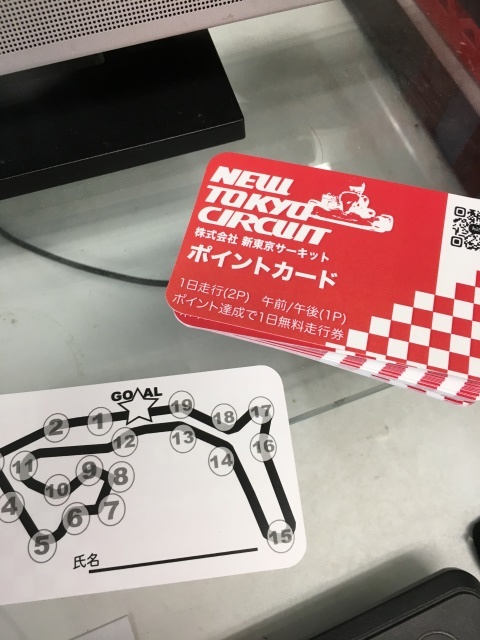 NEW
TOKYO
CIRCUIT
株式会社 新東京サーキット
ポイントカード
1日走行(2P) 午前/午後(1P)
ポイント達成で1日無料走行券
GOAL
19
1
2
18
17
12
13
16
11
14
9
8
10
4
7
6
5
15
氏名